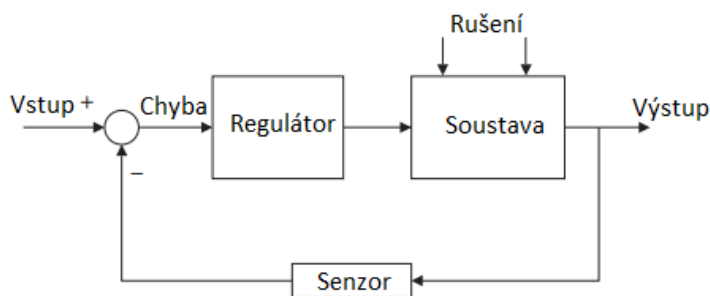 Rušení
Vstup +
Chyba
Regulátor
Soustava
Výstup
–
Senzor